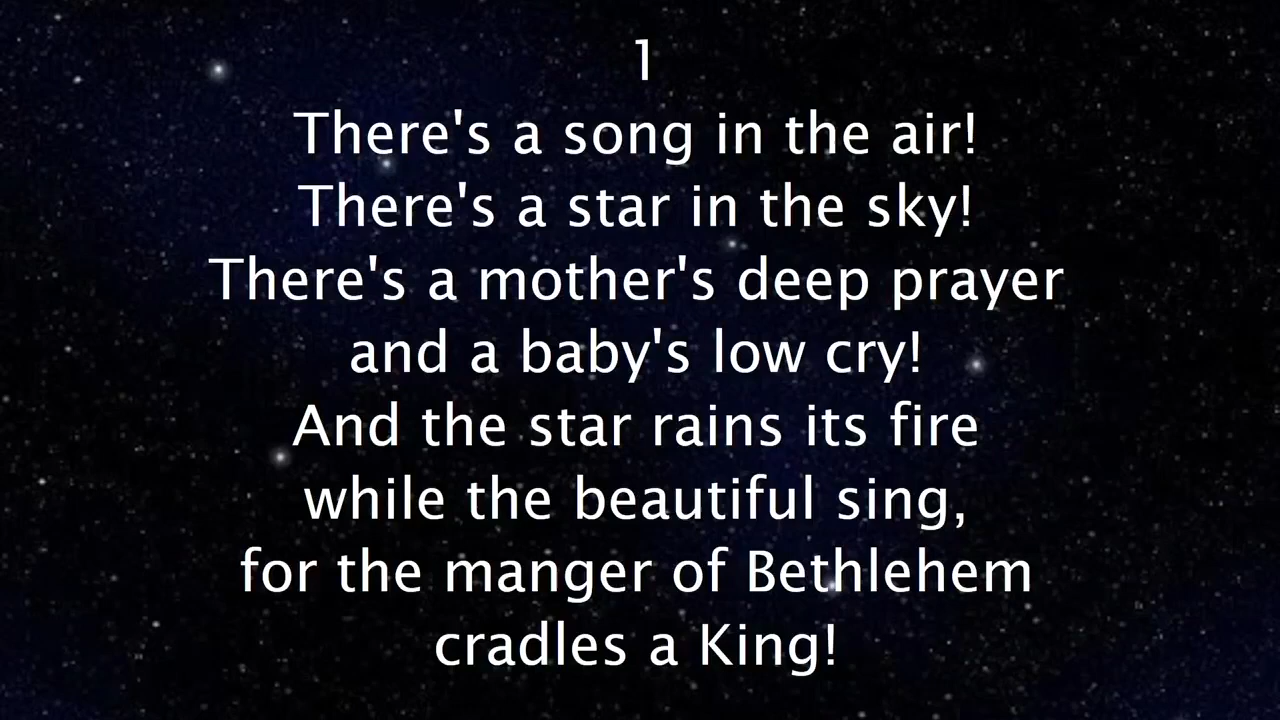 1
There's a song in the air!
There's a star in the sky!
There's a mother's deep prayer
and a baby's low cry!
And the star rains its fire
while the beautiful sing,
for the manger of Bethlehem
cradles a King!